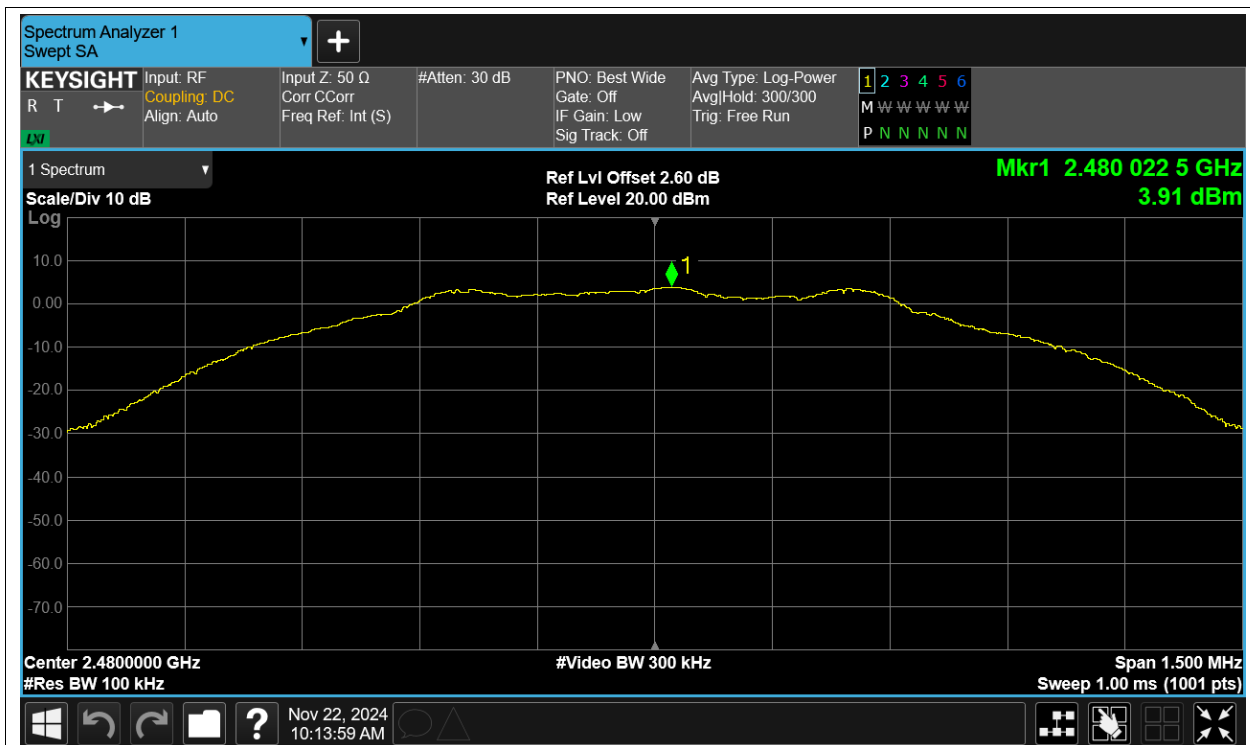 Spectrum Analyzer 1
Swept SA
KEYSIGHT
R T
LXI
Input: RF
Coupling: DC
Align: Auto
Input Z: 50 Ω
Corr CCorr
Freq Ref: Int (S)
#Atten: 30 dB
PNO: Best Wide
Gate: Off
IF Gain: Low
Sig Track: Off
Avg Type: Log-Power
Avg|Hold: 300/300
Trig: Free Run
1 2 3 4 5 6
M W W W W W
P N N N N N
1 Spectrum
Scale/Div 10 dB
Log
Ref Lvl Offset 2.60 dB
Ref Level 20.00 dBm
Mkr1 2.480 022 5 GHz
3.91 dBm
1
10.0
0.00
-10.0
-20.0
-30.0
-40.0
-50.0
-60.0
-70.0
Center 2.4800000 GHz
#Res BW 100 kHz
#Video BW 300 kHz
Span 1.500 MHz
Sweep 1.00 ms (1001 pts)
?
Nov 22, 2024
10:13:59 AM